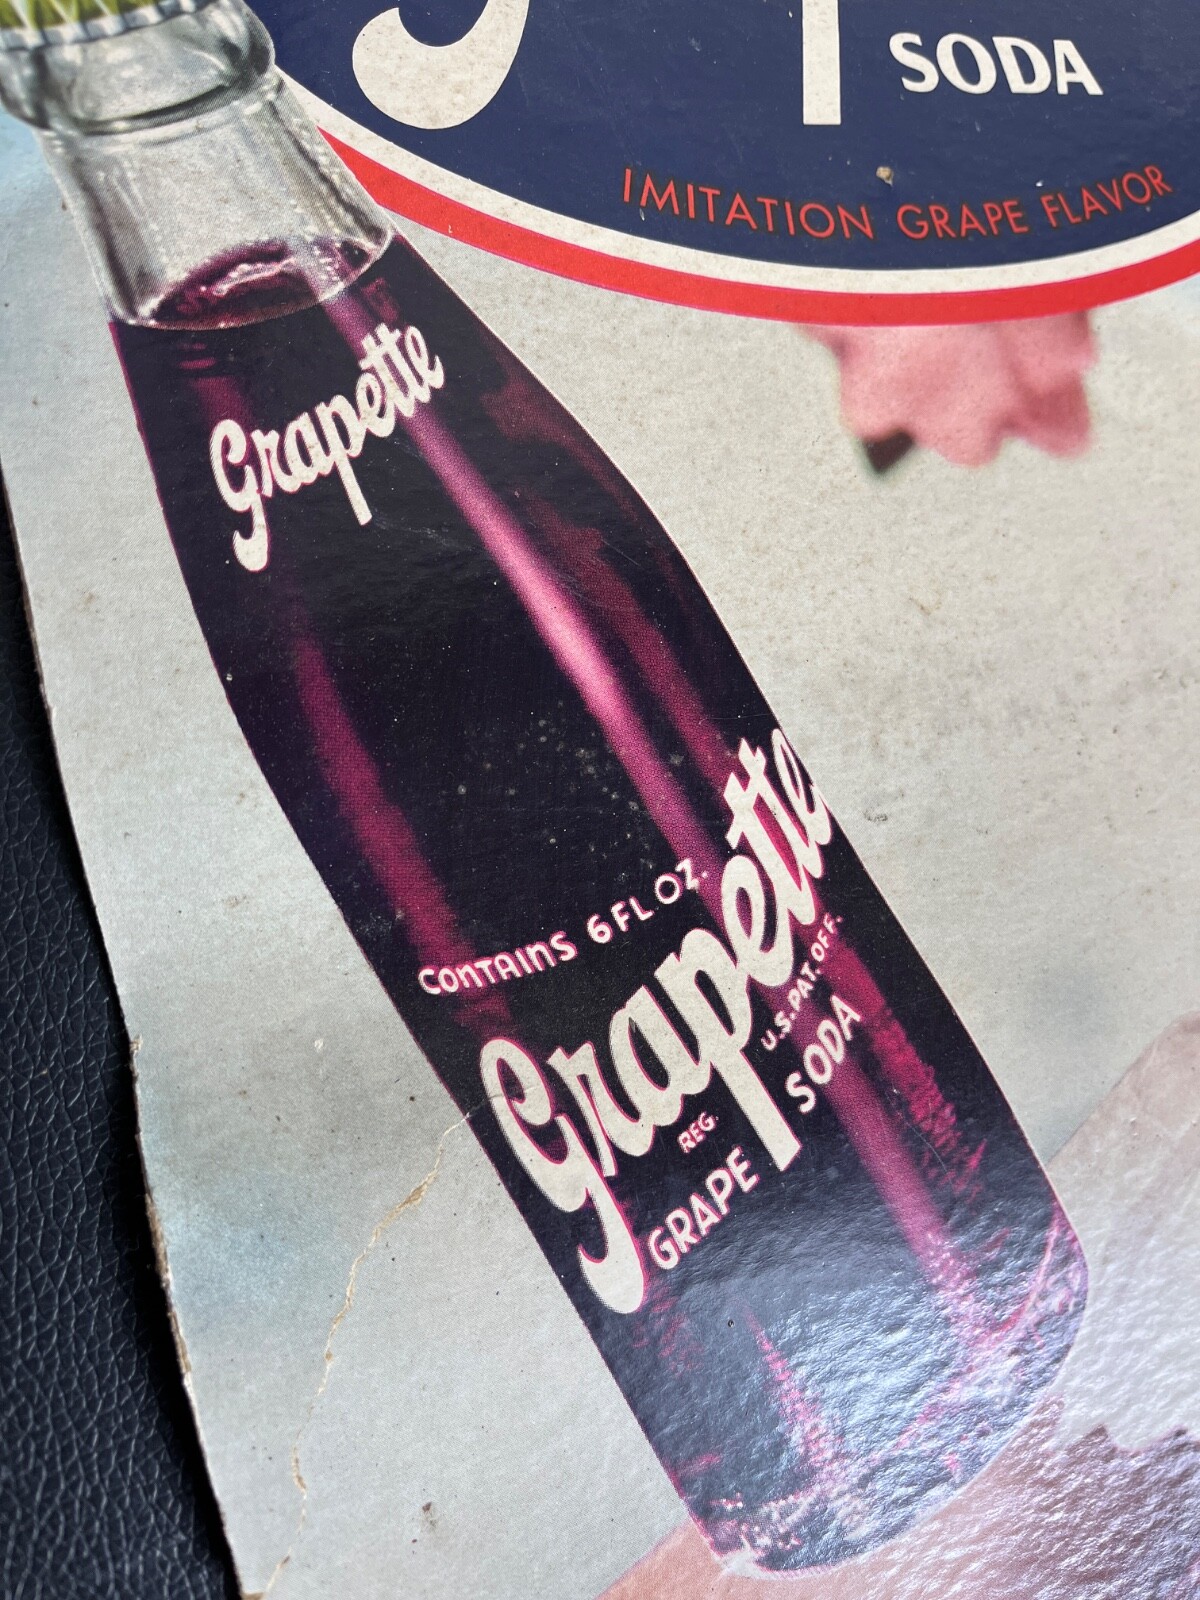 SODA
IMITATION GRAPE FLAVOR
Grapette
CONTAINS 6 FL. OZ.
Grapette
REG. U.S. PAT. OFF.
GRAPE SODA